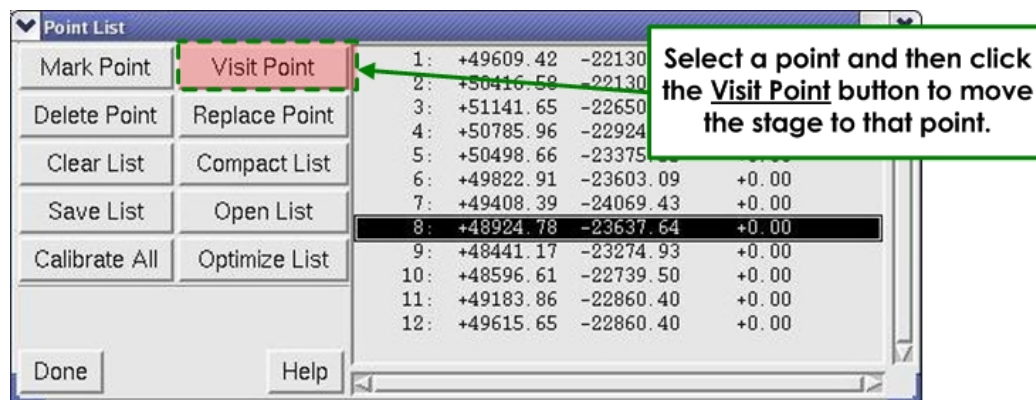 Point List
Mark Point Visit Point
Delete Point Replace Point
Clear List Compact List
Save List Open List
Calibrate All Optimize List
Done Help
1: +49609.42 -22130
2: +50416.58 -22130
3: +51141.65 -22650
4: +50785.96 -22924
5: +50498.66 -23375
6: +49822.91 -23603.09 +0.00
7: +49408.39 -24069.43 +0.00
8: +48924.78 -23637.64 +0.00
9: +48441.17 -23274.93 +0.00
10: +48596.61 -22739.50 +0.00
11: +49183.86 -22860.40 +0.00
12: +49615.65 -22860.40 +0.00
Select a point and then click
the Visit Point button to move
the stage to that point.